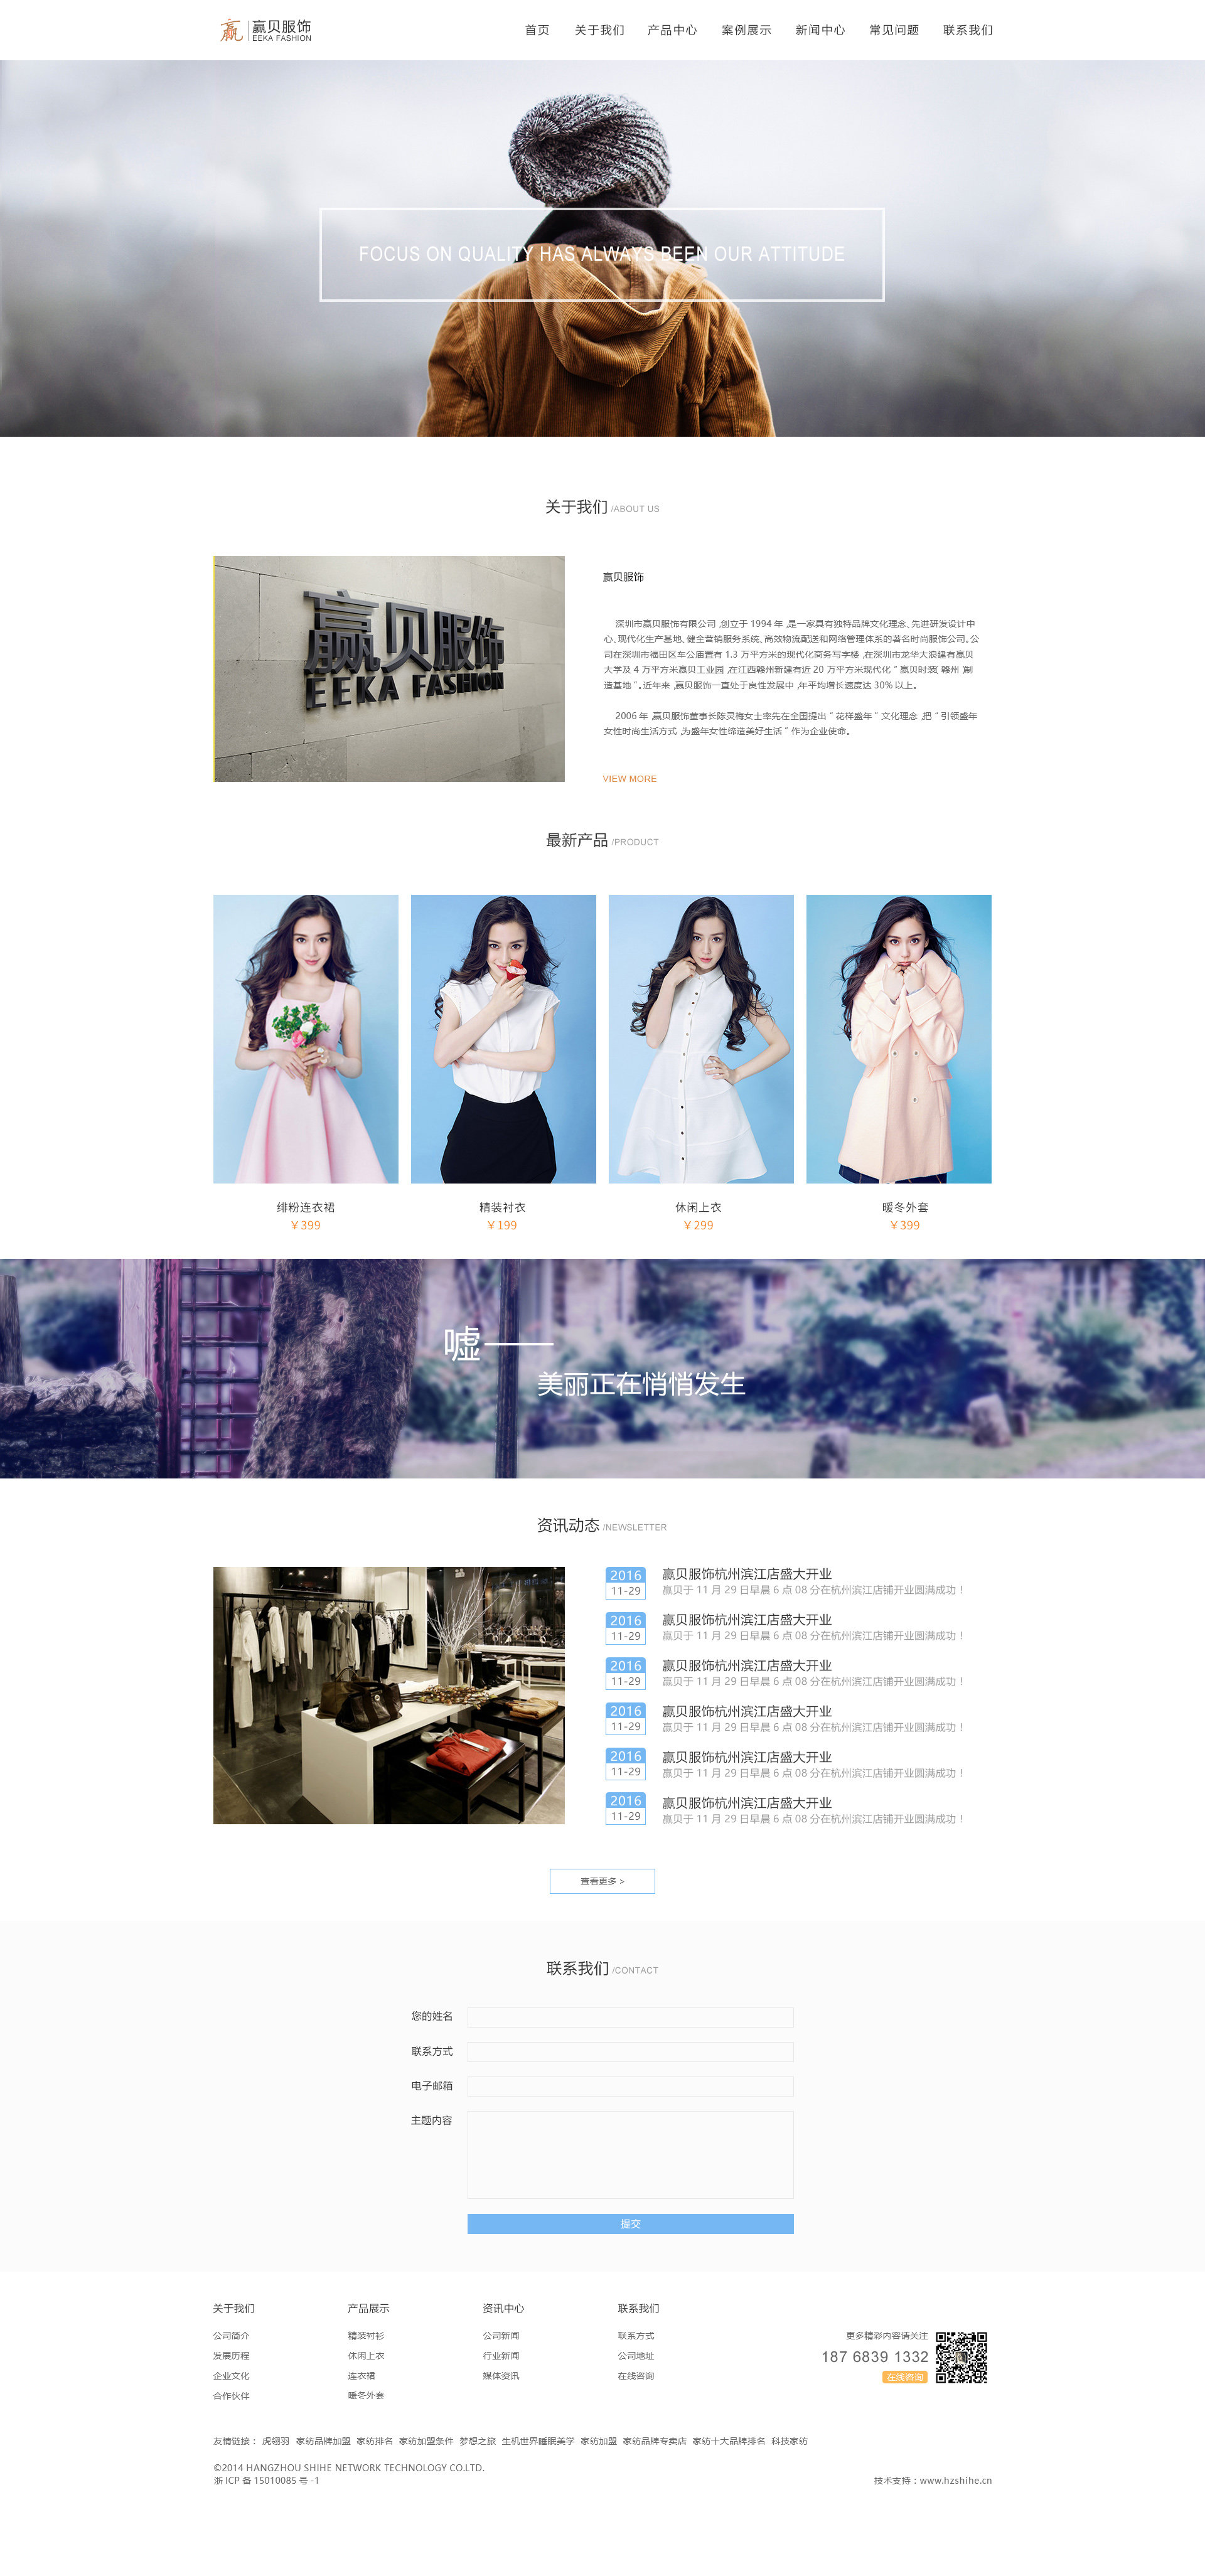 赢 赢贝服饰
EEKA FASHION
首页 关于我们 产品中心 案例展示 新闻中心 常见问题 联系我们
FOCUS ON QUALITY HAS ALWAYS BEEN OUR ATTITUDE
关于我们 /ABOUT US
赢贝服饰
EEKA FASHION
赢贝服饰
深圳市赢贝服饰有限公司，创立于 1994 年，是一家具有独特品牌文化理念、先进研发设计中
心、现代化生产基地、健全营销服务系统、高效物流配送和网络管理体系的著名时尚服饰公司。公
司在深圳市福田区车公庙置有 1.3 万平方米的现代化商务写字楼，在深圳市龙华大浪建有赢贝
大学及 4 万平方米赢贝工业园，在江西赣州新建有近 20 万平方米现代化“赢贝时装（赣州）制
造基地”。近年来，赢贝服饰一直处于良性发展中，年平均增长速度达 30% 以上。
2006 年，赢贝服饰董事长陈灵梅女士率先在全国提出“花样盛年”文化理念，把“引领盛年
女性时尚生活方式，为盛年女性缔造美好生活”作为企业使命。
VIEW MORE
最新产品 /PRODUCT
绯粉连衣裙
￥399
精装衬衣
￥199
休闲上衣
￥299
暖冬外套
￥399
嘘——
美丽正在悄悄发生
资讯动态 /NEWSLETTER
2016
11-29
赢贝服饰杭州滨江店盛大开业
赢贝于 11 月 29 日早晨 6 点 08 分在杭州滨江店铺开业圆满成功！
2016
11-29
赢贝服饰杭州滨江店盛大开业
赢贝于 11 月 29 日早晨 6 点 08 分在杭州滨江店铺开业圆满成功！
2016
11-29
赢贝服饰杭州滨江店盛大开业
赢贝于 11 月 29 日早晨 6 点 08 分在杭州滨江店铺开业圆满成功！
2016
11-29
赢贝服饰杭州滨江店盛大开业
赢贝于 11 月 29 日早晨 6 点 08 分在杭州滨江店铺开业圆满成功！
2016
11-29
赢贝服饰杭州滨江店盛大开业
赢贝于 11 月 29 日早晨 6 点 08 分在杭州滨江店铺开业圆满成功！
2016
11-29
赢贝服饰杭州滨江店盛大开业
赢贝于 11 月 29 日早晨 6 点 08 分在杭州滨江店铺开业圆满成功！
查看更多 >
联系我们 /CONTACT
您的姓名
联系方式
电子邮箱
主题内容
提交
关于我们
公司简介
发展历程
企业文化
合作伙伴
产品展示
精装衬衫
休闲上衣
连衣裙
暖冬外套
资讯中心
公司新闻
行业新闻
媒体资讯
联系我们
联系方式
公司地址
在线咨询
更多精彩内容请关注
187 6839 1332
在线咨询
友情链接： 虎翎羽 家纺品牌加盟 家纺排名 家纺加盟条件 梦想之旅 生机世界睡眠美学 家纺加盟 家纺品牌专卖店 家纺十大品牌排名 科技家纺
©2014 HANGZHOU SHIHE NETWORK TECHNOLOGY CO.LTD.
浙 ICP 备 15010085 号 -1
技术支持：www.hzshihe.cn